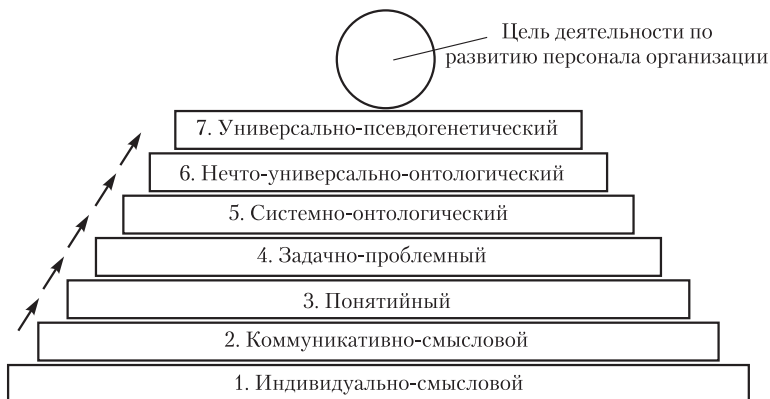 Цель деятельности по
развитию персонала организации
7. Универсально-псевдогенетический
6. Нечто-универсально-онтологический
5. Системно-онтологический
4. Задачно-проблемный
3. Понятийный
2. Коммуникативно-смысловой
1. Индивидуально-смысловой